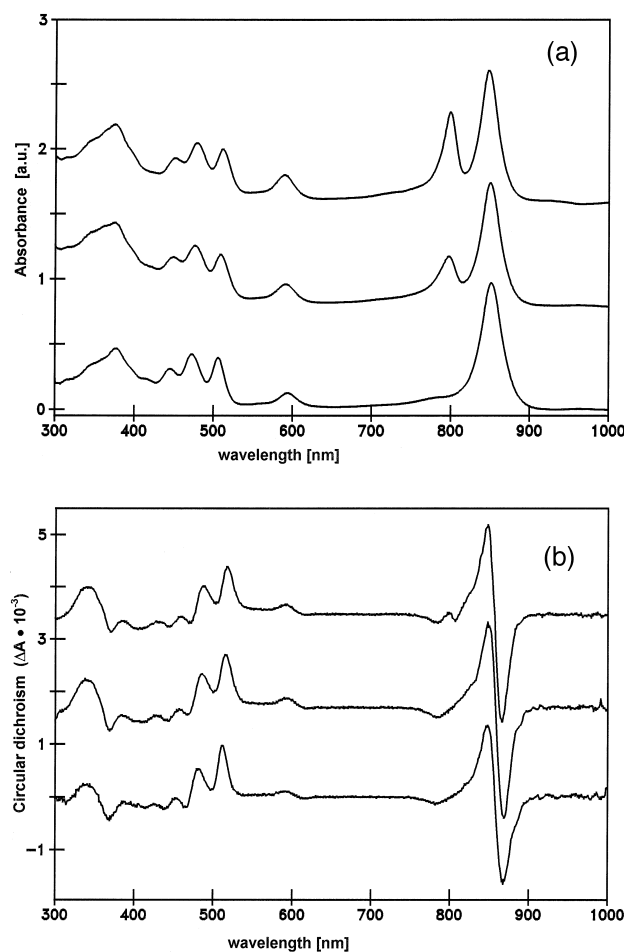 3
(a)
2
Absorbance [a.u.]
1
0
300 400 500 600 700 800 900 1000
wavelength [nm]
5
(b)
3
Circular dichroism (ΔA • 10⁻³)
1
−1
300 400 500 600 700 800 900 1000
wavelength [nm]